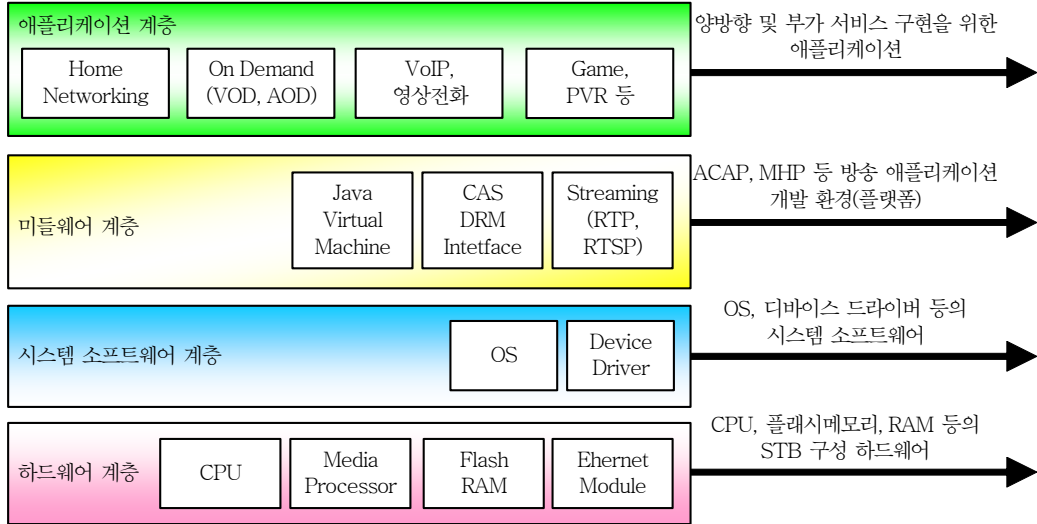 애플리케이션 계층
Home
Networking
On Demand
(VOD, AOD)
VoIP,
영상전화
Game,
PVR 등
양방향 및 부가 서비스 구현을 위한
애플리케이션
미들웨어 계층
Java
Virtual
Machine
CAS
DRM
Intetface
Streaming
(RTP,
RTSP)
ACAP, MHP 등 방송 애플리케이션
개발 환경(플랫폼)
시스템 소프트웨어 계층
OS
Device
Driver
OS, 디바이스 드라이버 등의
시스템 소프트웨어
하드웨어 계층
CPU
Media
Processor
Flash
RAM
Ehernet
Module
CPU, 플래시메모리, RAM 등의
STB 구성 하드웨어